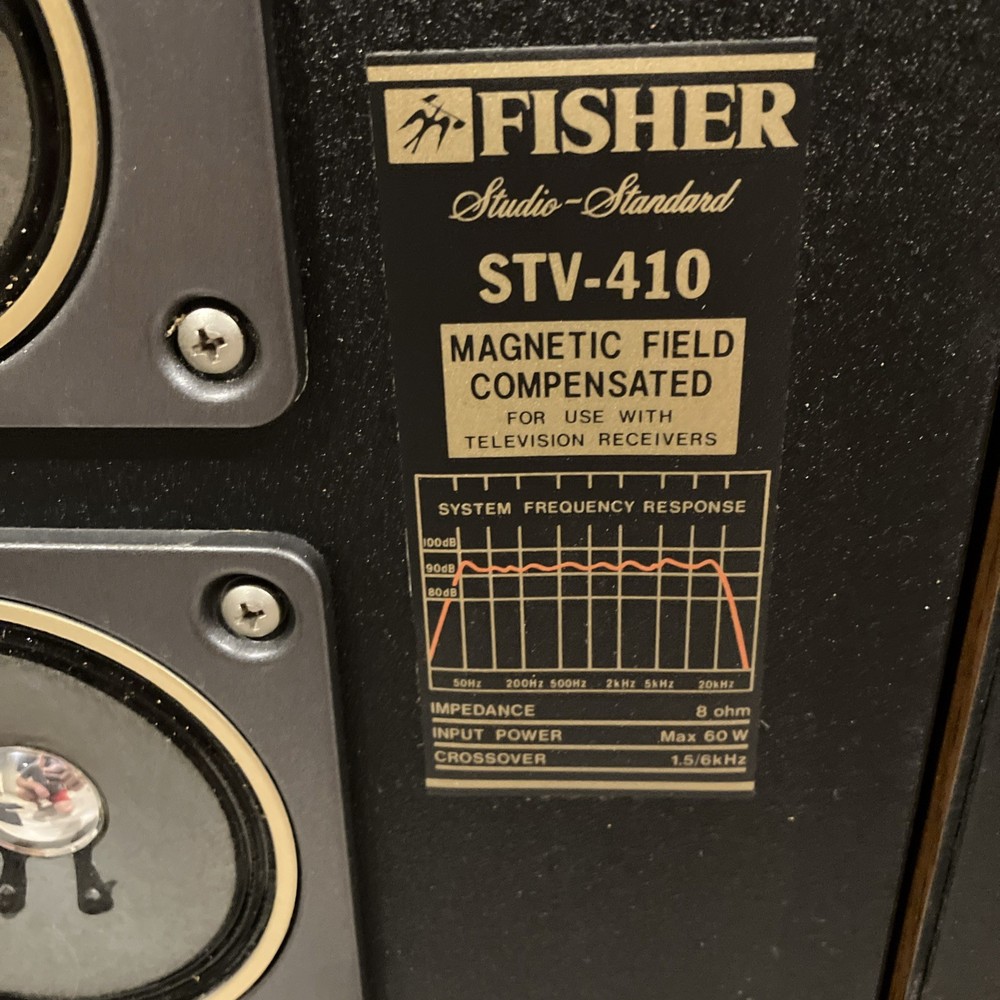 FISHER
Studio-Standard
STV-410
MAGNETIC FIELD
COMPENSATED
FOR USE WITH
TELEVISION RECEIVERS
SYSTEM FREQUENCY RESPONSE
100dB
90dB
80dB
50Hz 200Hz 500Hz 2kHz 5kHz 20kHz
IMPEDANCE 8 ohm
INPUT POWER Max 60 W
CROSSOVER 1.5/6kHz